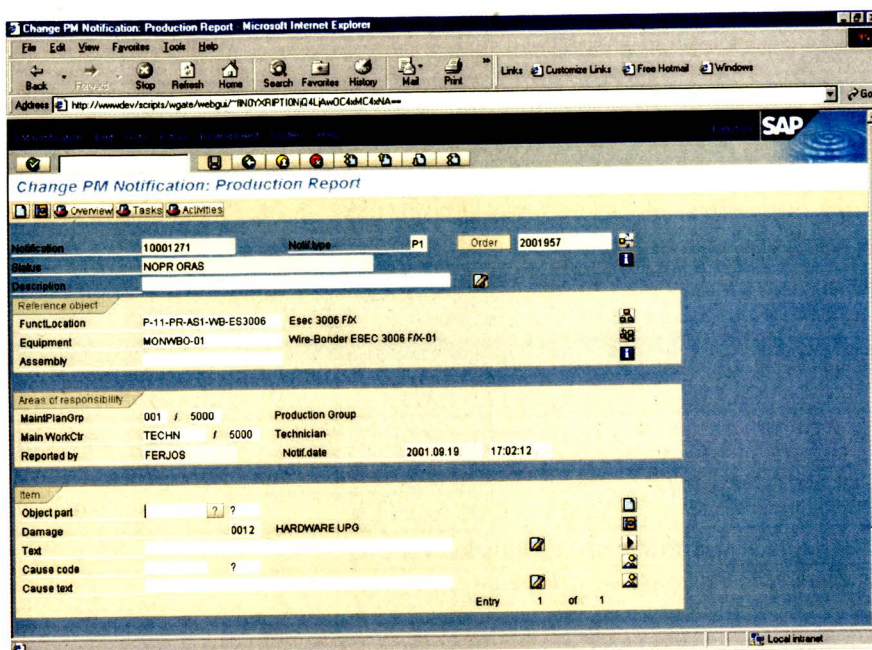 Change PM Notification: Production Report - Microsoft Internet Explorer
File Edit View Favorites Tools Help
Back Forward Stop Refresh Home Search Favorites History Mail Print » Links Customize Links Free Hotmail Windows
Address Go
SAP
Change PM Notification: Production Report
Overview Tasks Activities
Notification 10001271 Notif.type P1 Order 2001957
Status NOPR ORAS
Description
Reference object
FunctLocation P-11-PR-AS1-WB-ES3006 Esec 3006 F/X
Equipment MONWBO-01 Wire-Bonder ESEC 3006 F/X-01
Assembly
Areas of responsibility
MaintPlanGrp 001 / 5000 Production Group
Main WorkCtr TECHN / 5000 Technician
Reported by FERJOS Notif.date 2001.09.19 17:02:12
Item
Object part ? ?
Damage 0012 HARDWARE UPG
Text
Cause code ?
Cause text
Entry 1 of 1
Local intranet